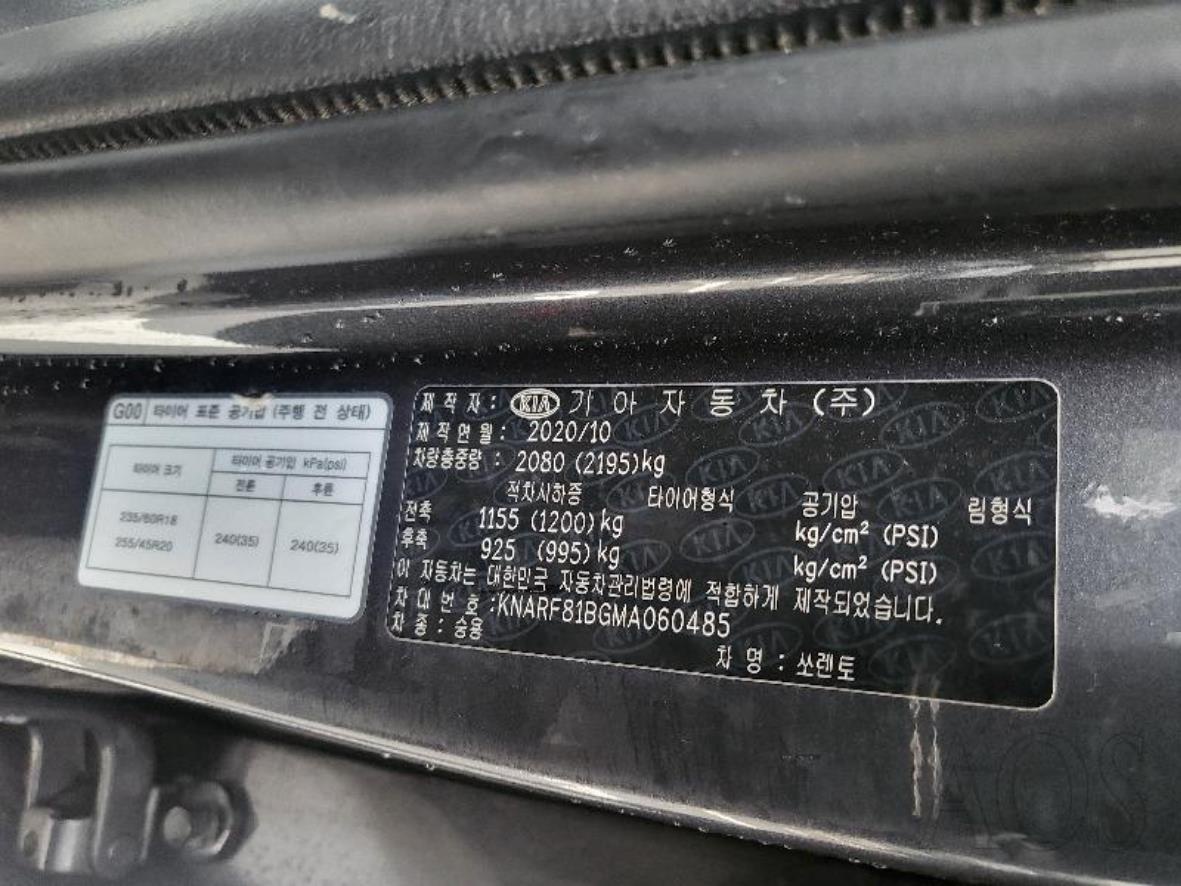 G00 타이어 표준 공기압 (주행 전 상태)
타이어 크기
타이어 공기압 kPa(psi)
전륜 후륜
235/60R18
255/45R20
240(35) 240(35)
제작자: KIA 기아자동차(주)
제작연월: 2020/10
차량총중량: 2080 (2195)kg
적차시하중 타이어형식 공기압 림형식
전축 1155 (1200)kg kg/cm² (PSI)
후축 925 (995)kg kg/cm² (PSI)
이 자동차는 대한민국 자동차관리법령에 적합하게 제작되었습니다.
차대번호:KNARF81BGMA060485
차종: 승용 차명: 쏘렌토
AOS